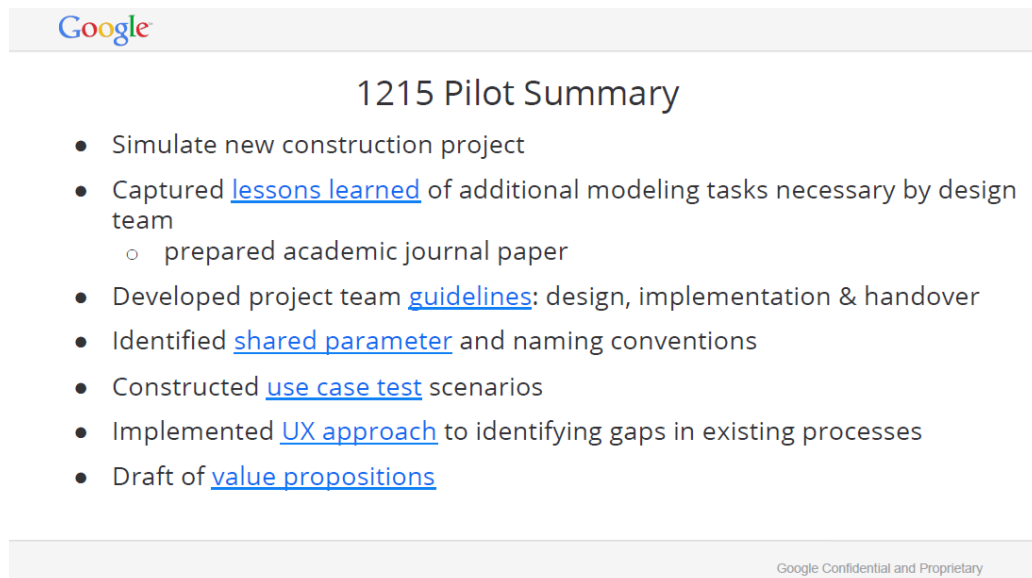 Google
1215 Pilot Summary
● Simulate new construction project
● Captured lessons learned of additional modeling tasks necessary by design
team
○ prepared academic journal paper
● Developed project team guidelines: design, implementation & handover
● Identified shared parameter and naming conventions
● Constructed use case test scenarios
● Implemented UX approach to identifying gaps in existing processes
● Draft of value propositions
Google Confidential and Proprietary